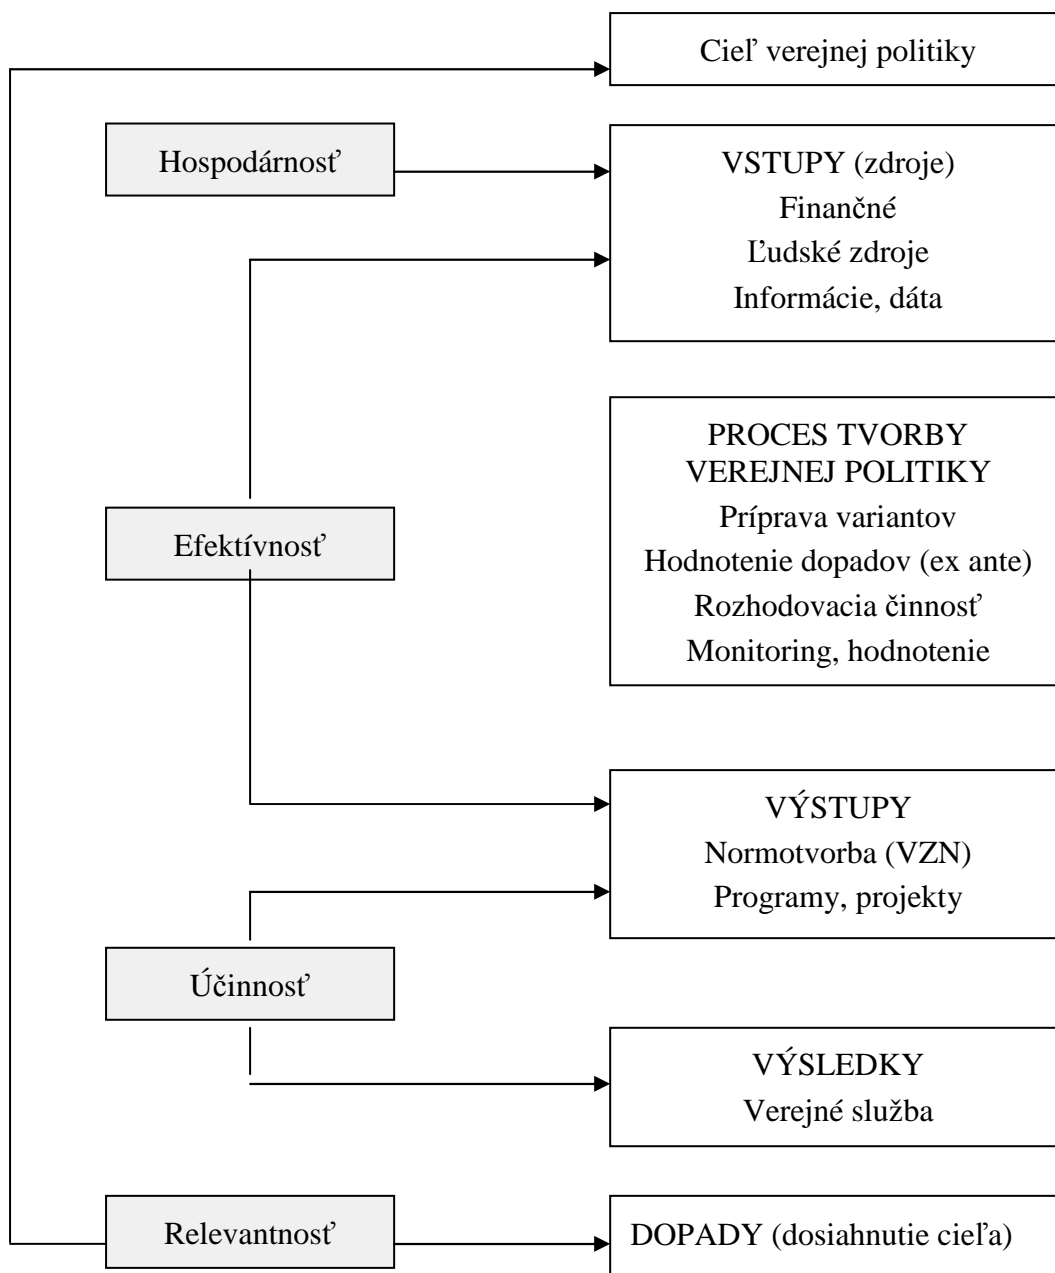 Cieľ verejnej politiky
Hospodárnosť
VSTUPY (zdroje)
Finančné
Ľudské zdroje
Informácie, dáta
PROCES TVORBY
VEREJNEJ POLITIKY
Príprava variantov
Hodnotenie dopadov (ex ante)
Rozhodovacia činnosť
Monitoring, hodnotenie
Efektívnosť
VÝSTUPY
Normotvorba (VZN)
Programy, projekty
Účinnosť
VÝSLEDKY
Verejné služba
Relevantnosť
DOPADY (dosiahnutie cieľa)